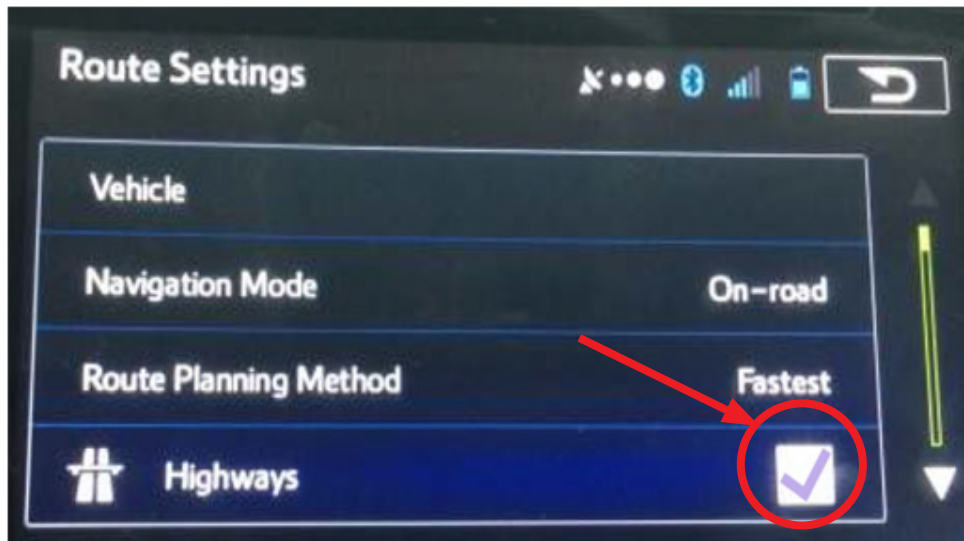 Route Settings
Vehicle
Navigation Mode On-road
Route Planning Method Fastest
Highways